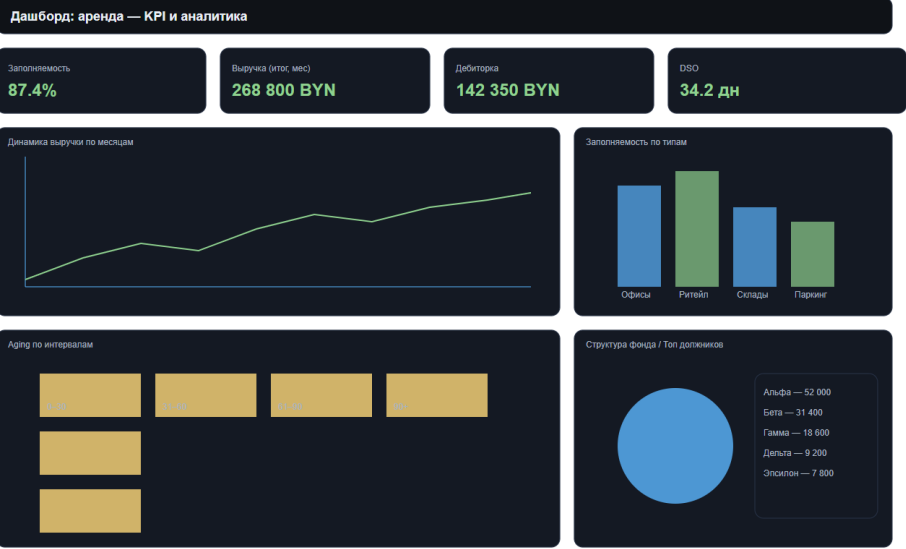 Дашборд: аренда — KPI и аналитика
Заполняемость
87.4%
Выручка (итог, мес)
268 800 BYN
Дебиторка
142 350 BYN
DSO
34.2 дн
Динамика выручки по месяцам
Заполняемость по типам
Офисы
Ритейл
Склады
Паркинг
Aging по интервалам
Структура фонда / Топ должников
Альфа — 52 000
Бета — 31 400
Гамма — 18 600
Дельта — 9 200
Эпсилон — 7 800